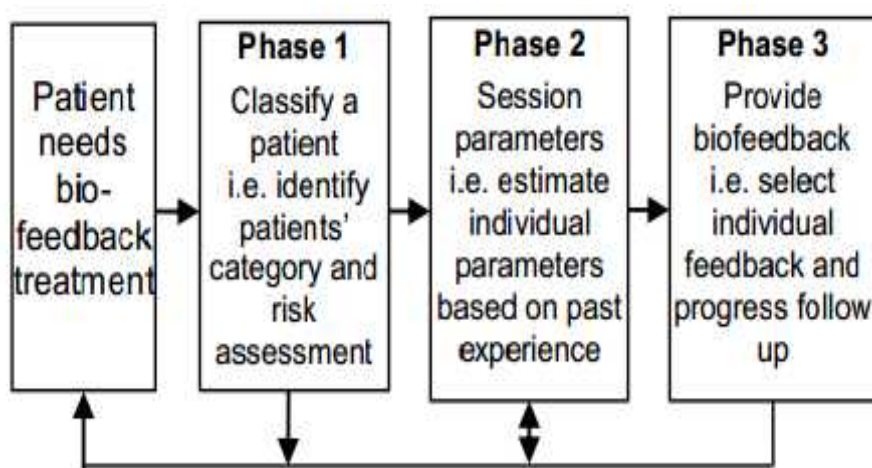 Patient
needs
bio-
feedback
treatment
Phase 1
Classify a
patient
i.e. identify
patients’
category and
risk
assessment
Phase 2
Session
parameters
i.e. estimate
individual
parameters
based on past
experience
Phase 3
Provide
biofeedback
i.e. select
individual
feedback and
progress follow
up